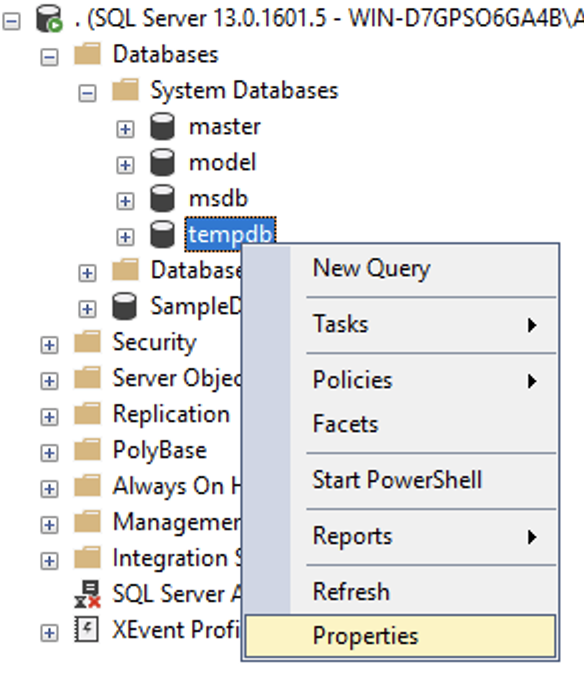 . (SQL Server 13.0.1601.5 - WIN-D7GPSO6GA4B\A
Databases
System Databases
master
model
msdb
tempdb
Database
SampleD
Security
Server Objec
Replication
PolyBase
Always On H
Managemen
Integration S
SQL Server A
XEvent Profi
New Query
Tasks
Policies
Facets
Start PowerShell
Reports
Refresh
Properties